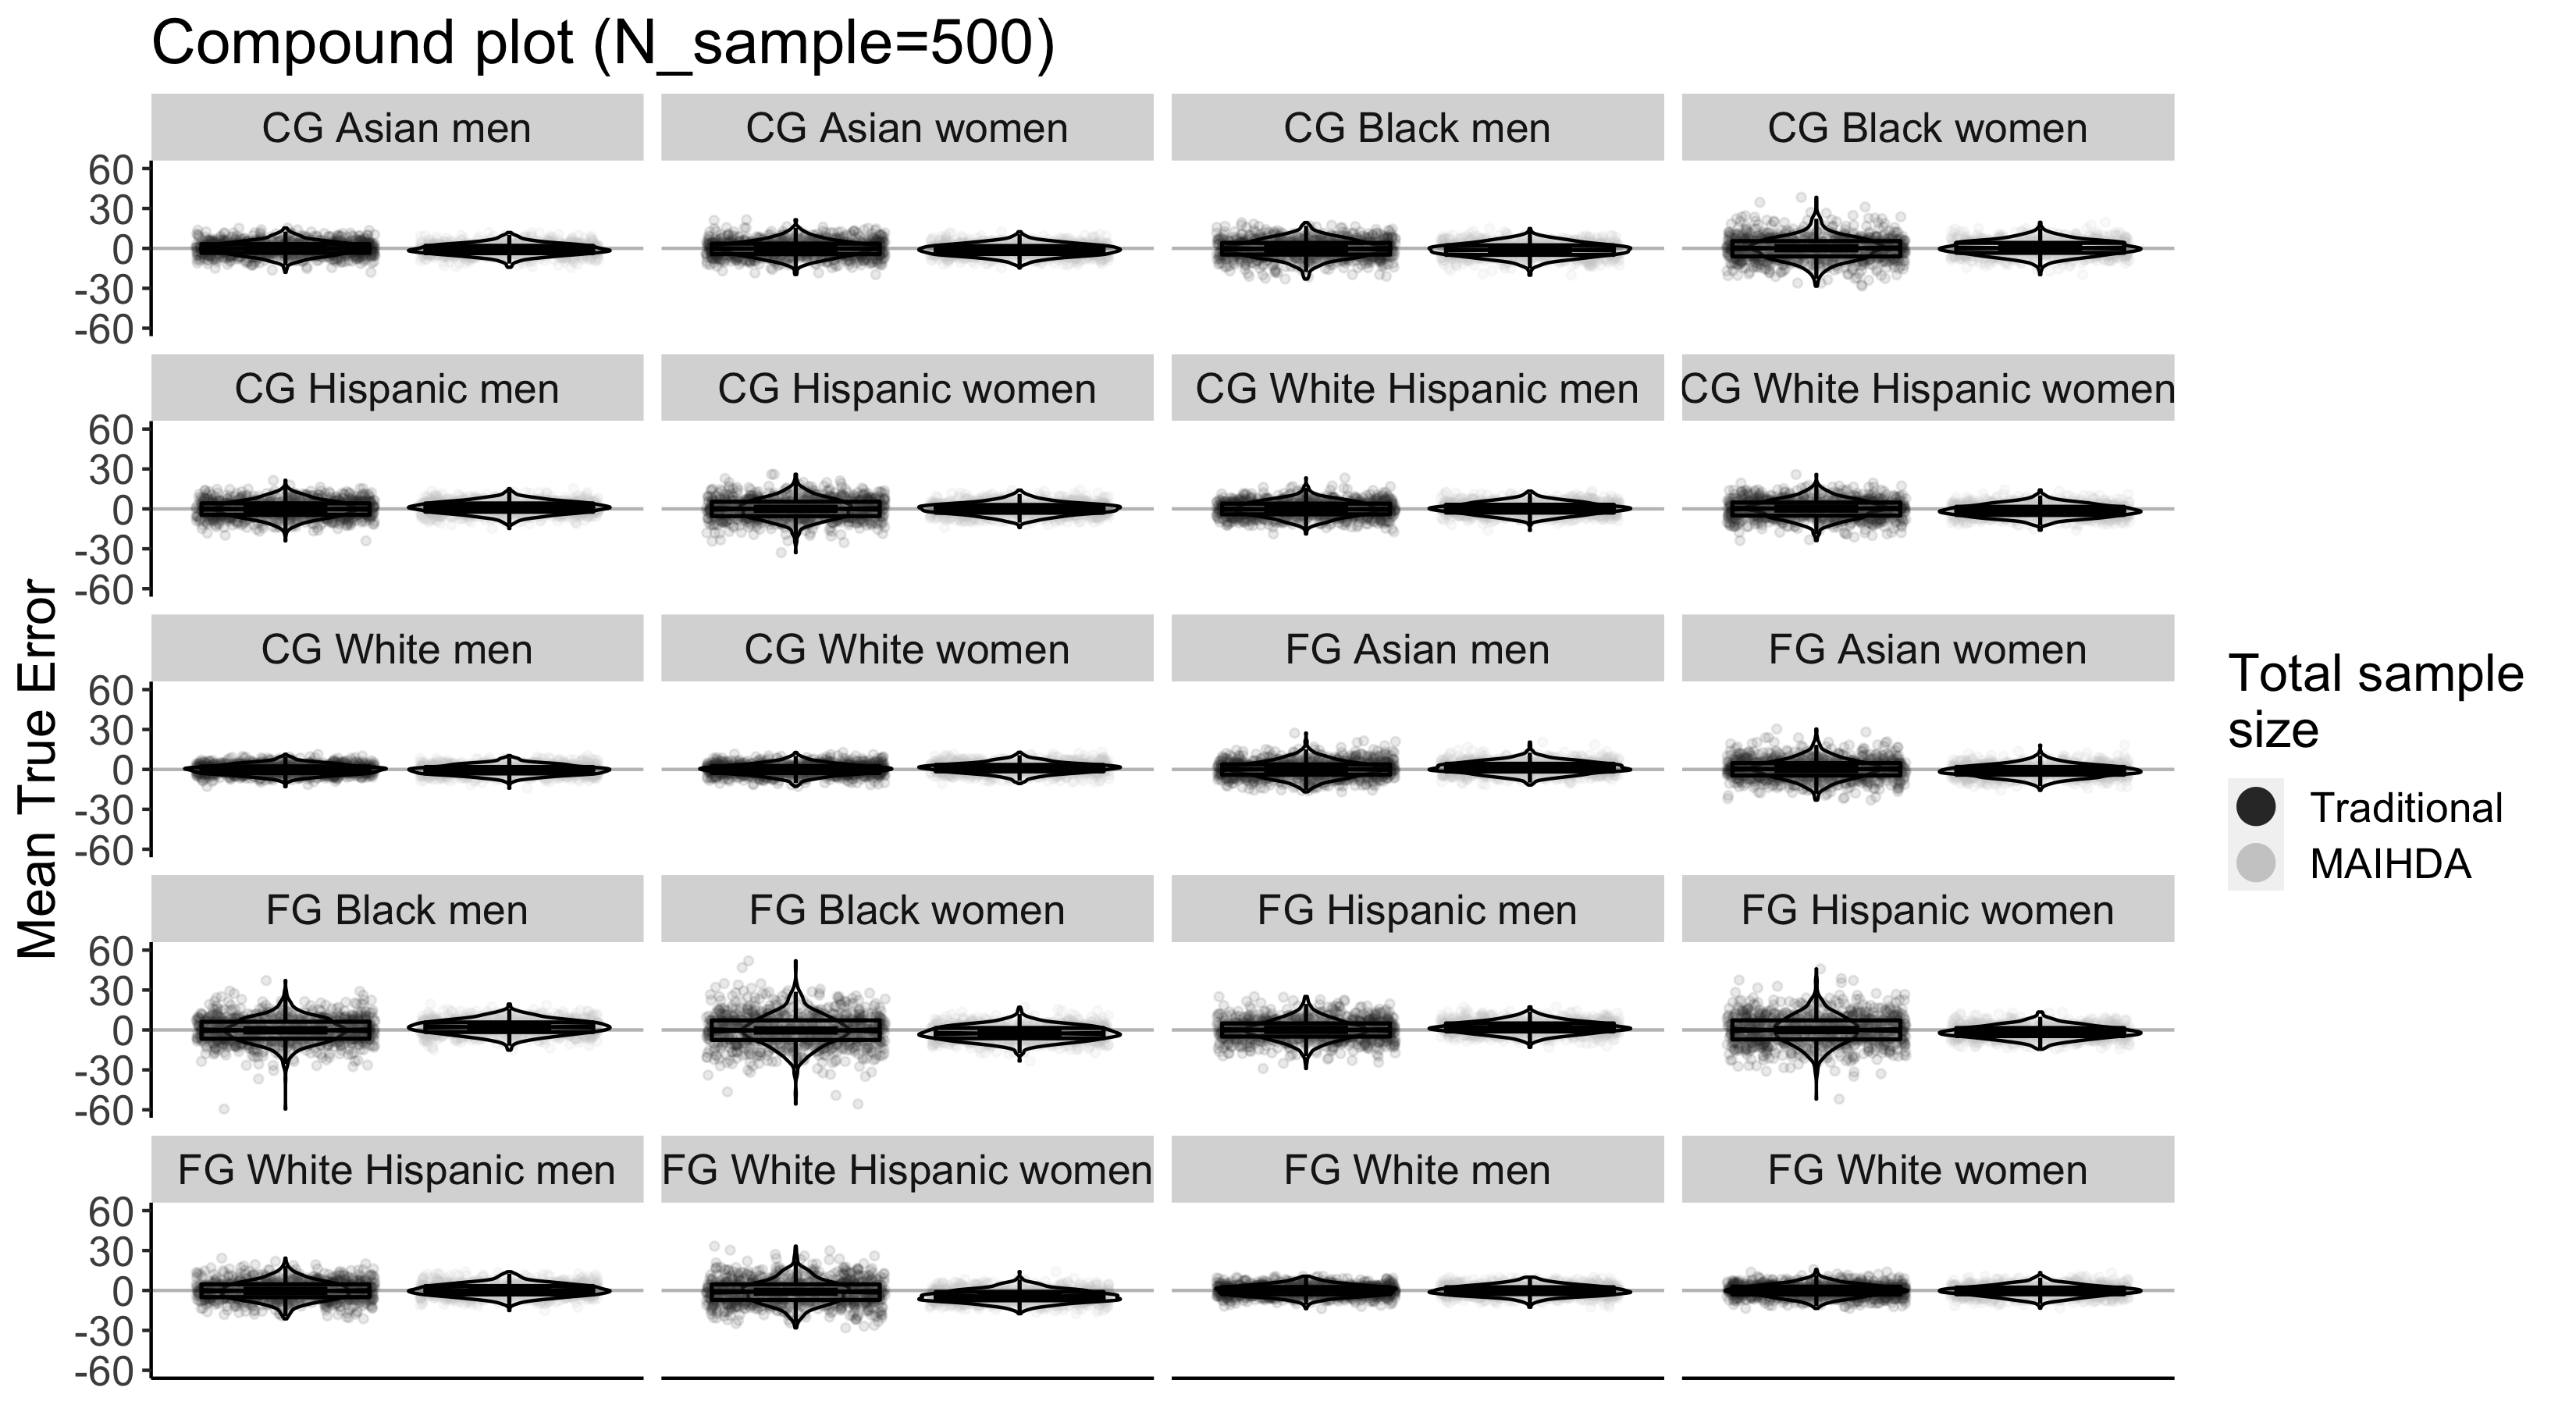 Compound plot (N_sample=500)
CG Asian men
CG Asian women
CG Black men
CG Black women
60
30
0
-30
-60
CG Hispanic men
CG Hispanic women
CG White Hispanic men
CG White Hispanic women
60
30
0
-30
-60
CG White men
CG White women
FG Asian men
FG Asian women
60
30
0
-30
-60
FG Black men
FG Black women
FG Hispanic men
FG Hispanic women
60
30
0
-30
-60
FG White Hispanic men
FG White Hispanic women
FG White men
FG White women
60
30
0
-30
-60
Mean True Error
Total sample
size
Traditional
MAIHDA